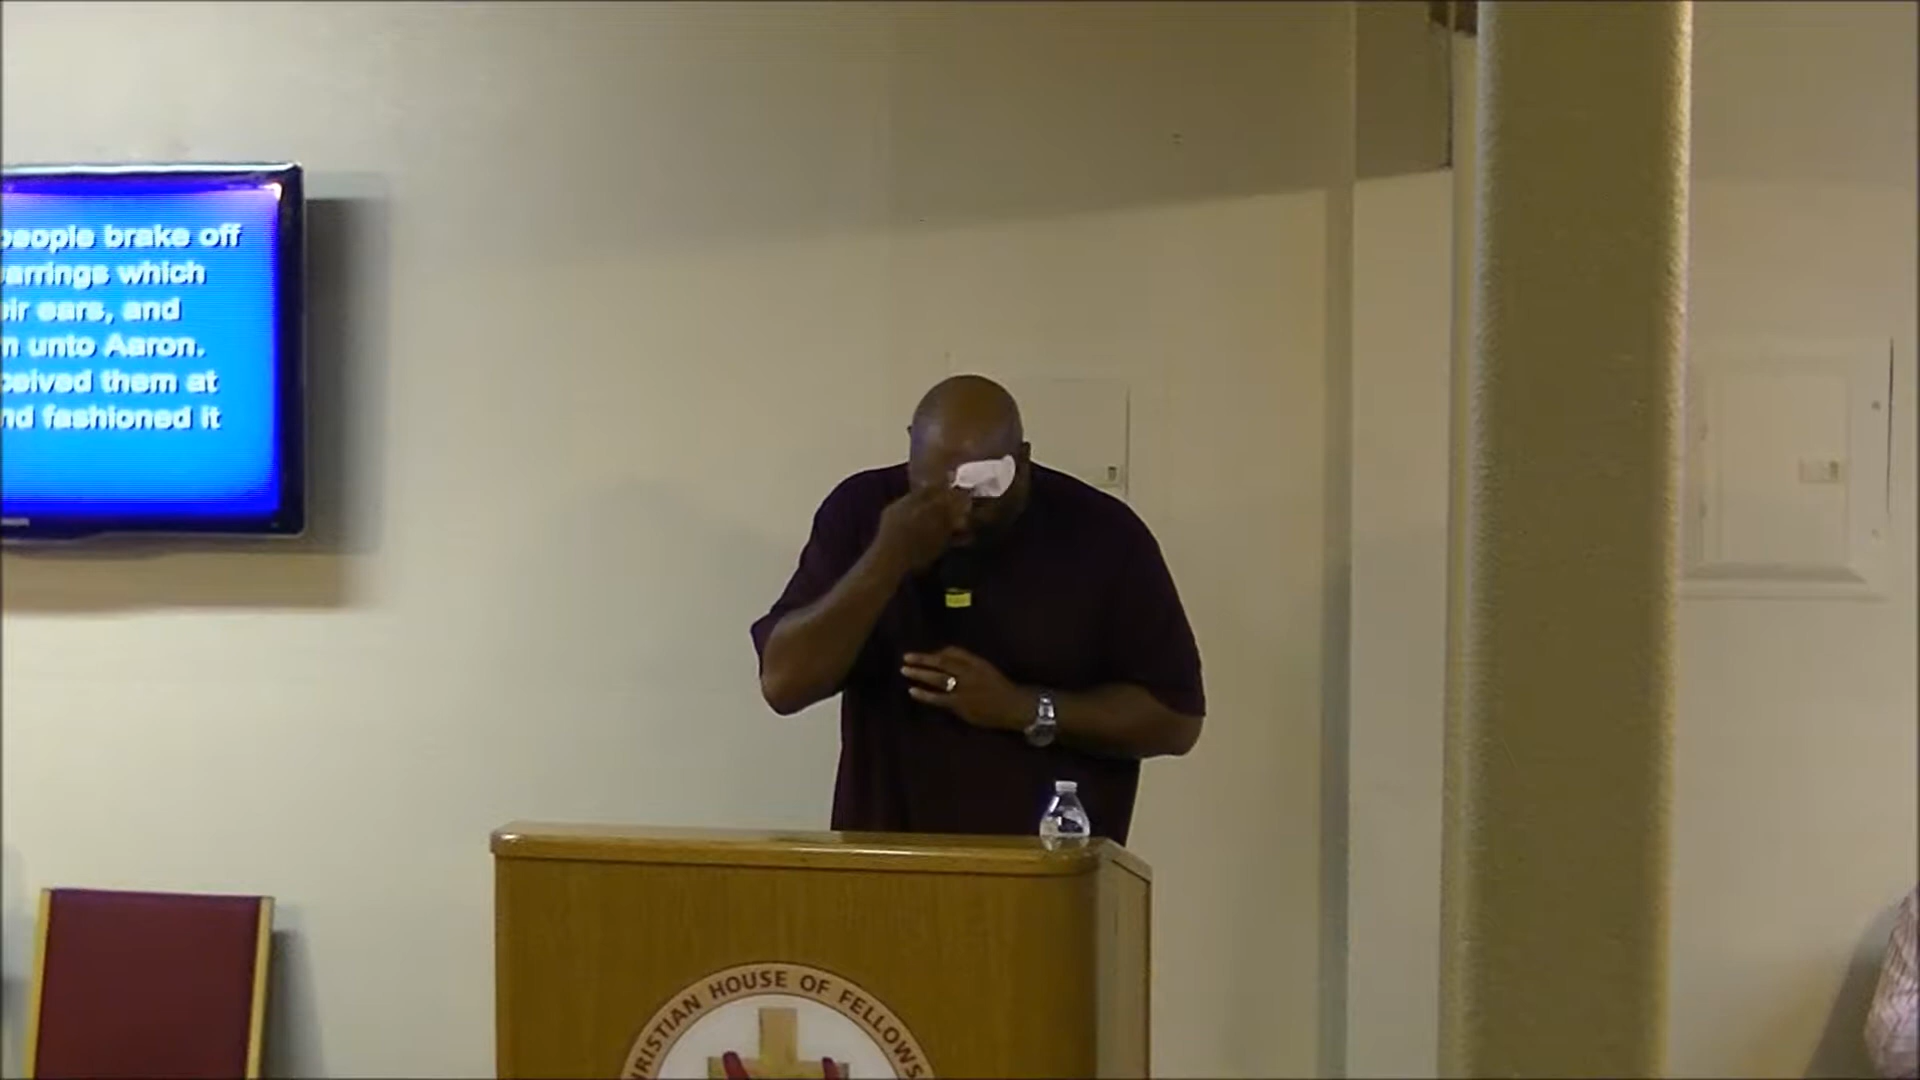 people brake off
earrings which
eir ears, and
m unto Aaron.
ceived them at
nd fashioned it
HRISTIAN HOUSE OF FELLOWS